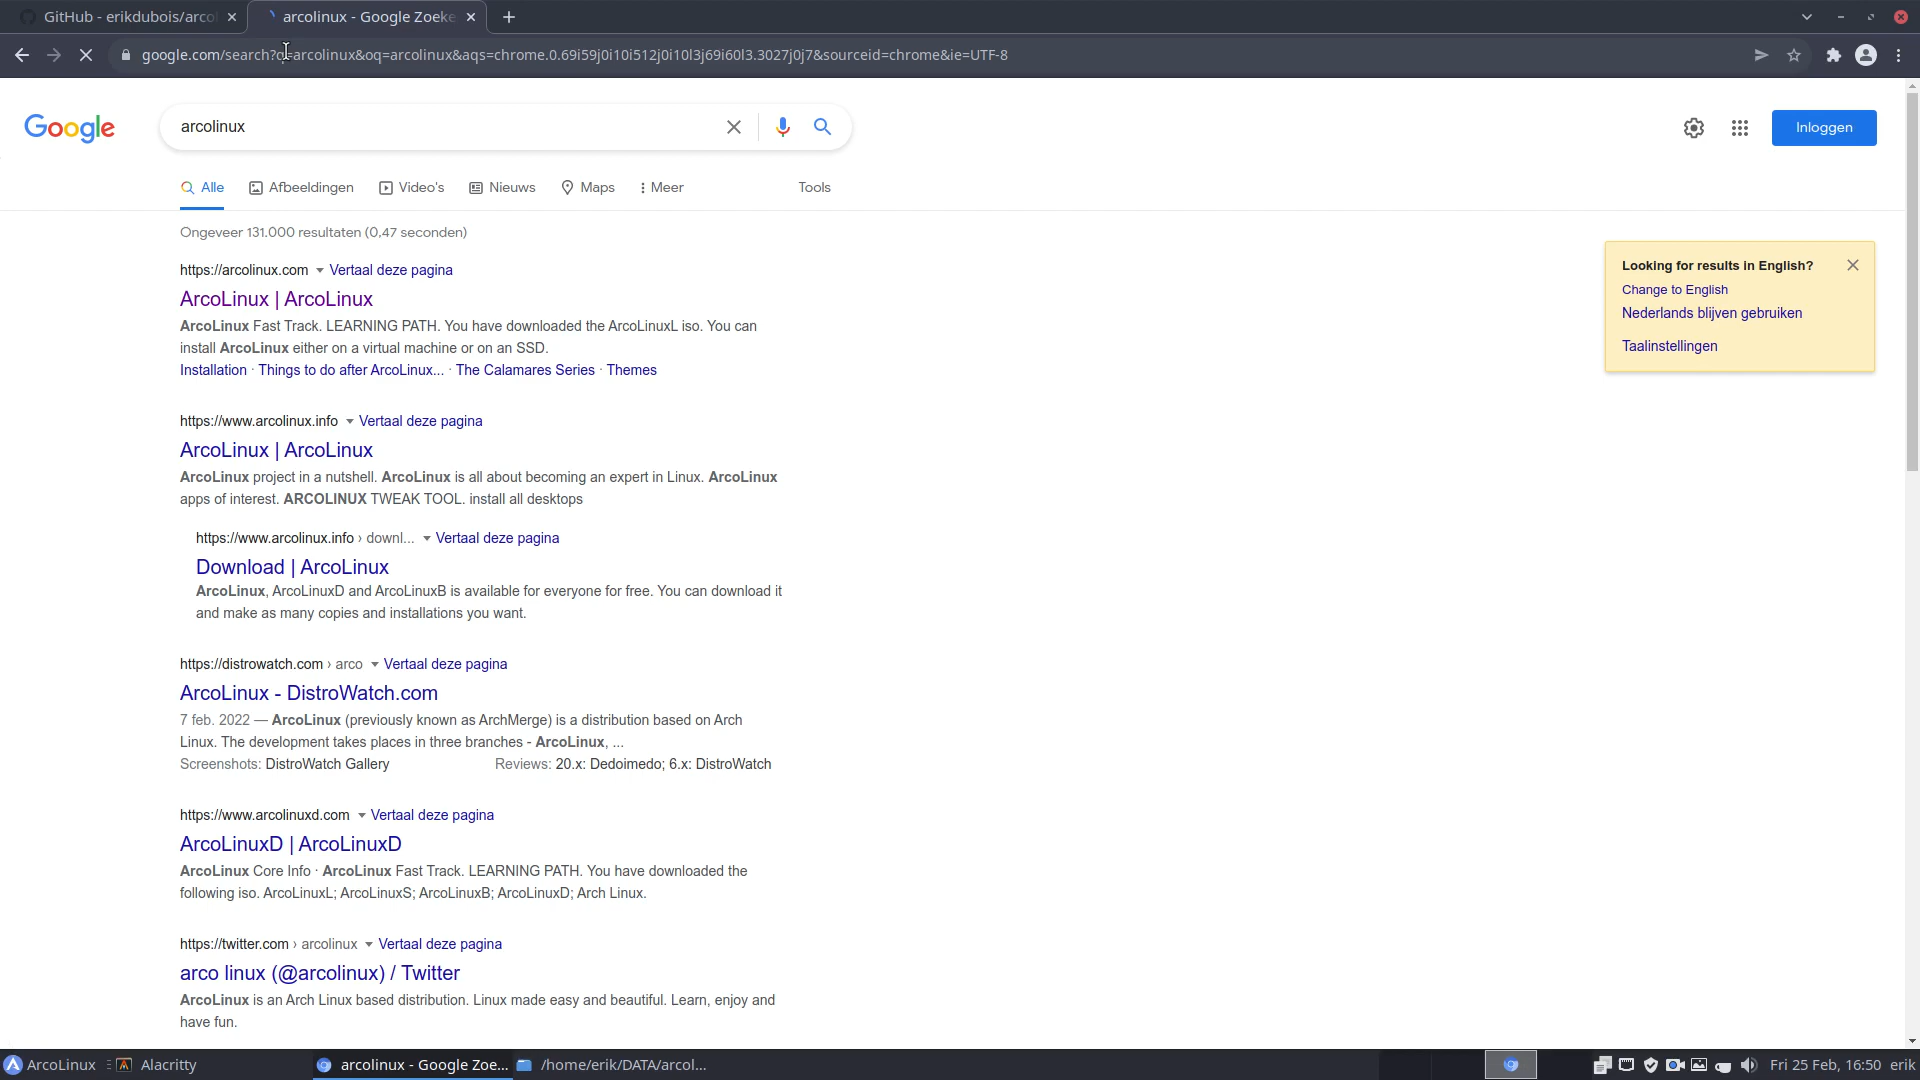 GitHub - erikdubois/arcol
arcolinux - Google Zoeke
google.com/search?q=arcolinux&oq=arcolinux&aqs=chrome.0.69i59j0i10i512j0i10l3j69i60l3.3027j0j7&sourceid=chrome&ie=UTF-8
Google
arcolinux
Inloggen
Alle
Afbeeldingen
Video's
Nieuws
Maps
Meer
Tools
Ongeveer 131.000 resultaten (0,47 seconden)
https://arcolinux.com Vertaal deze pagina
ArcoLinux | ArcoLinux
ArcoLinux Fast Track. LEARNING PATH. You have downloaded the ArcoLinuxL iso. You can
install ArcoLinux either on a virtual machine or on an SSD.
Installation · Things to do after ArcoLinux... · The Calamares Series · Themes
https://www.arcolinux.info Vertaal deze pagina
ArcoLinux | ArcoLinux
ArcoLinux project in a nutshell. ArcoLinux is all about becoming an expert in Linux. ArcoLinux
apps of interest. ARCOLINUX TWEAK TOOL. install all desktops
https://www.arcolinux.info › downl... Vertaal deze pagina
Download | ArcoLinux
ArcoLinux, ArcoLinuxD and ArcoLinuxB is available for everyone for free. You can download it
and make as many copies and installations you want.
https://distrowatch.com › arco Vertaal deze pagina
ArcoLinux - DistroWatch.com
7 feb. 2022 — ArcoLinux (previously known as ArchMerge) is a distribution based on Arch
Linux. The development takes places in three branches - ArcoLinux, ...
Screenshots: DistroWatch Gallery Reviews: 20.x: Dedoimedo; 6.x: DistroWatch
https://www.arcolinuxd.com Vertaal deze pagina
ArcoLinuxD | ArcoLinuxD
ArcoLinux Core Info · ArcoLinux Fast Track. LEARNING PATH. You have downloaded the
following iso. ArcoLinuxL; ArcoLinuxS; ArcoLinuxB; ArcoLinuxD; Arch Linux.
https://twitter.com › arcolinux Vertaal deze pagina
arco linux (@arcolinux) / Twitter
ArcoLinux is an Arch Linux based distribution. Linux made easy and beautiful. Learn, enjoy and
have fun.
Looking for results in English?
Change to English
Nederlands blijven gebruiken
Taalinstellingen
ArcoLinux
Alacritty
arcolinux - Google Zoe...
/home/erik/DATA/arcol...
Fri 25 Feb, 16:50
erik